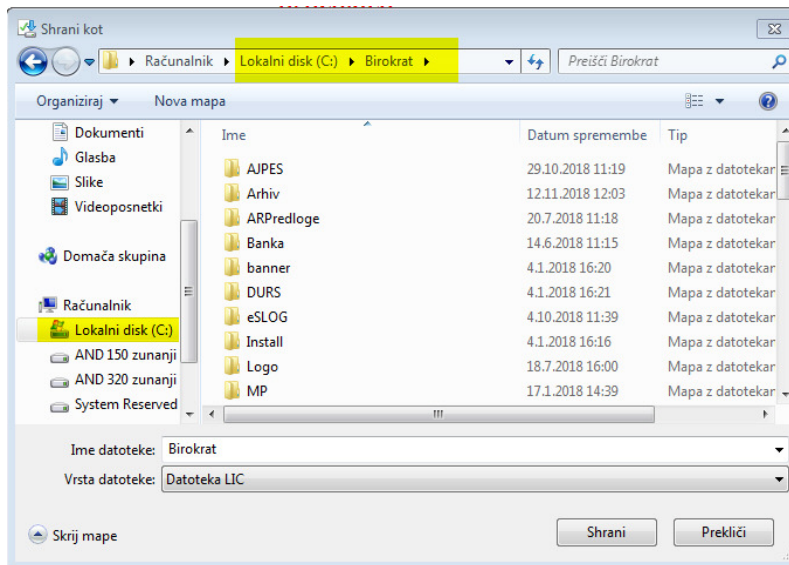 Shrani kot
Računalnik Lokalni disk (C:) Birokrat
Preišči Birokrat
Organiziraj Nova mapa
Dokumenti
Glasba
Slike
Videoposnetki
Domača skupina
Računalnik
Lokalni disk (C:)
AND 150 zunanji
AND 320 zunanji
System Reserved
Ime Datum spremembe Tip
AJPES 29.10.2018 11:19 Mapa z datotekar
Arhiv 12.11.2018 12:03 Mapa z datotekar
ARPredloge 20.7.2018 11:18 Mapa z datotekar
Banka 14.6.2018 11:15 Mapa z datotekar
banner 4.1.2018 16:20 Mapa z datotekar
DURS 4.1.2018 16:21 Mapa z datotekar
eSLOG 4.10.2018 11:39 Mapa z datotekar
Install 4.1.2018 16:16 Mapa z datotekar
Logo 18.7.2018 16:00 Mapa z datotekar
MP 17.1.2018 14:39 Mapa z datotekar
Ime datoteke: Birokrat
Vrsta datoteke: Datoteka LIC
Skrij mape
Shrani Prekliči